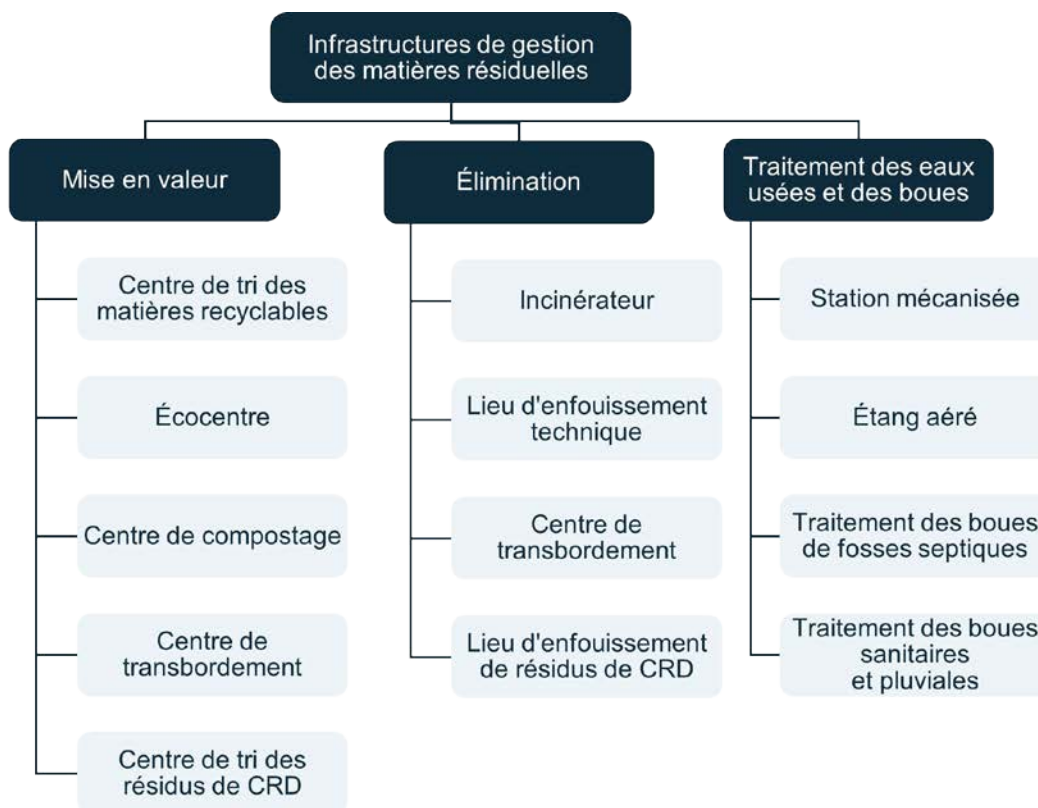 Infrastructures de gestion
des matières résiduelles
Mise en valeur
Centre de tri des
matières recyclables
Écocentre
Centre de compostage
Centre de
transbordement
Centre de tri des
résidus de CRD
Élimination
Incinérateur
Lieu d'enfouissement
technique
Centre de
transbordement
Lieu d'enfouissement
de résidus de CRD
Traitement des eaux
usées et des boues
Station mécanisée
Étang aéré
Traitement des boues
de fosses septiques
Traitement des boues
sanitaires
et pluviales